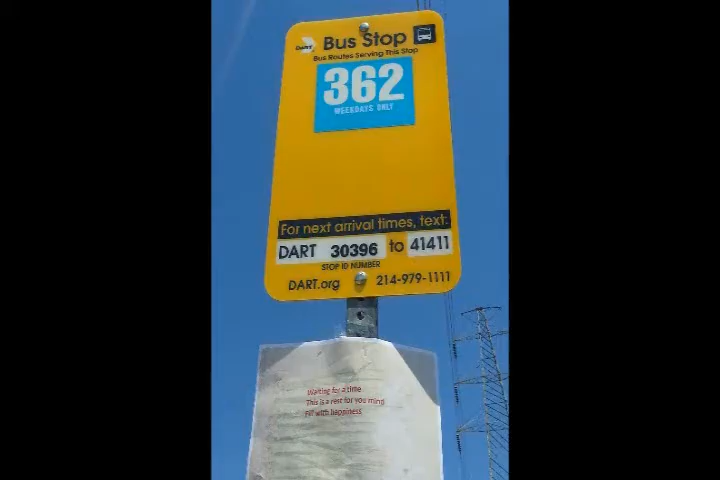 DART Bus Stop
Bus Routes Serving This Stop
362
WEEKDAYS ONLY
For next arrival times, text:
DART 30396 to 41411
STOP ID NUMBER
DART.org 214-979-1111
Waiting for a time
This is a rest for you mind
Fill with happiness